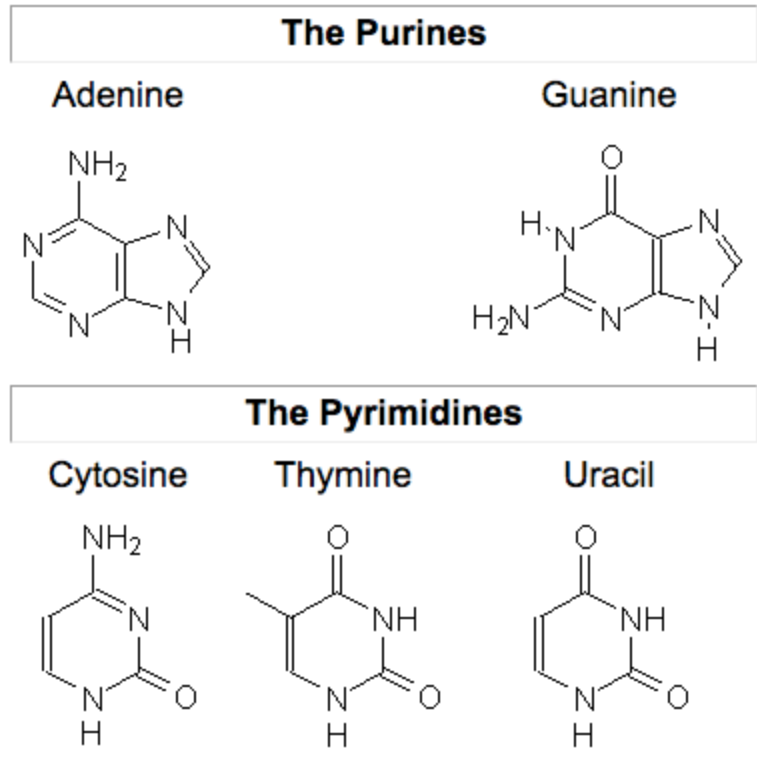 The Purines
Adenine Guanine
NH2 O
N N H N N
N N H H2N N N H
The Pyrimidines
Cytosine Thymine Uracil
NH2 O O
N NH NH
N O N O N O
H H H